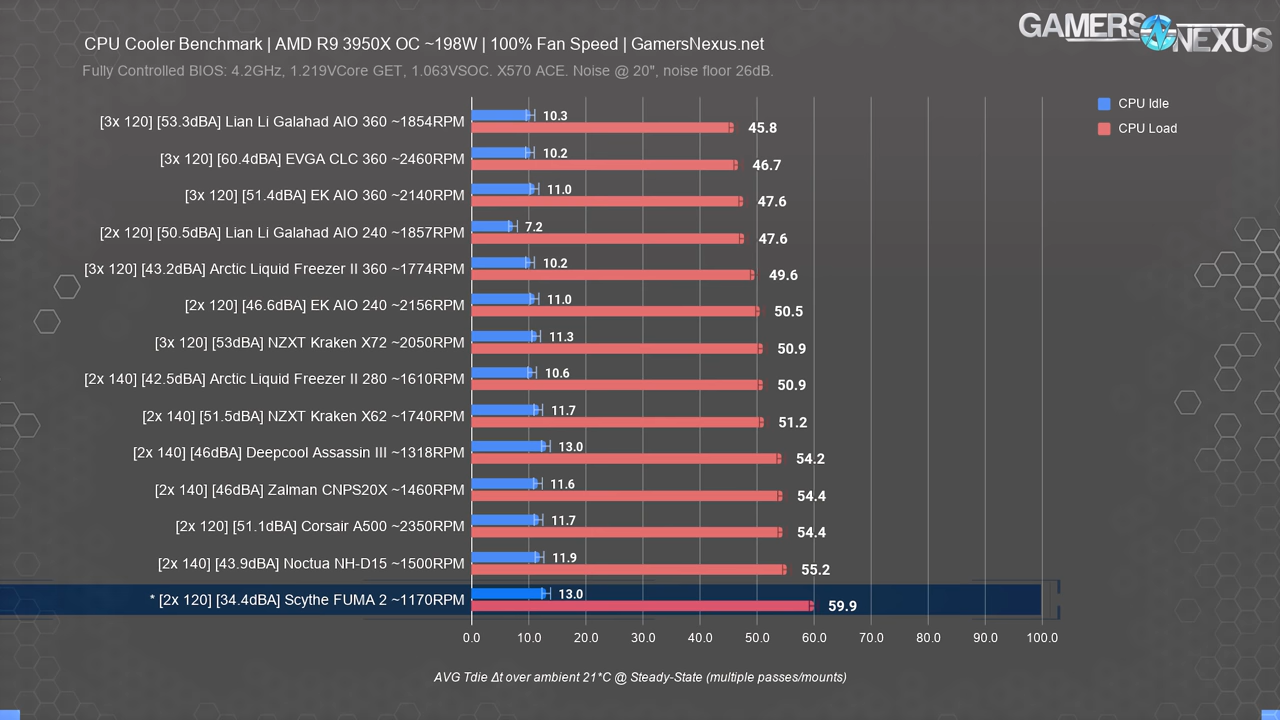 GAMERS NEXUS
CPU Cooler Benchmark | AMD R9 3950X OC ~198W | 100% Fan Speed | GamersNexus.net
Fully Controlled BIOS: 4.2GHz, 1.219VCore GET, 1.063VSOC. X570 ACE. Noise @ 20", noise floor 26dB.
CPU Idle
CPU Load
[3x 120] [53.3dBA] Lian Li Galahad AIO 360 ~1854RPM 10.3 45.8
[3x 120] [60.4dBA] EVGA CLC 360 ~2460RPM 10.2 46.7
[3x 120] [51.4dBA] EK AIO 360 ~2140RPM 11.0 47.6
[2x 120] [50.5dBA] Lian Li Galahad AIO 240 ~1857RPM 7.2 47.6
[3x 120] [43.2dBA] Arctic Liquid Freezer II 360 ~1774RPM 10.2 49.6
[2x 120] [46.6dBA] EK AIO 240 ~2156RPM 11.0 50.5
[3x 120] [53dBA] NZXT Kraken X72 ~2050RPM 11.3 50.9
[2x 140] [42.5dBA] Arctic Liquid Freezer II 280 ~1610RPM 10.6 50.9
[2x 140] [51.5dBA] NZXT Kraken X62 ~1740RPM 11.7 51.2
[2x 140] [46dBA] Deepcool Assassin III ~1318RPM 13.0 54.2
[2x 140] [46dBA] Zalman CNPS20X ~1460RPM 11.6 54.4
[2x 120] [51.1dBA] Corsair A500 ~2350RPM 11.7 54.4
[2x 140] [43.9dBA] Noctua NH-D15 ~1500RPM 11.9 55.2
* [2x 120] [34.4dBA] Scythe FUMA 2 ~1170RPM 13.0 59.9
0.0 10.0 20.0 30.0 40.0 50.0 60.0 70.0 80.0 90.0 100.0
AVG Tdie Δt over ambient 21*C @ Steady-State (multiple passes/mounts)